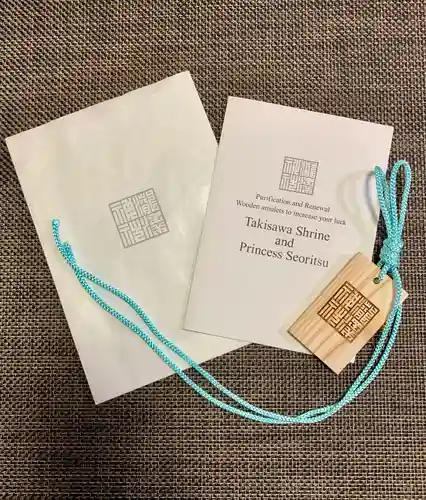 Purification and Renewal
Wooden amulets to increase your luck
Takisawa Shrine
and
Princess Seoritsu